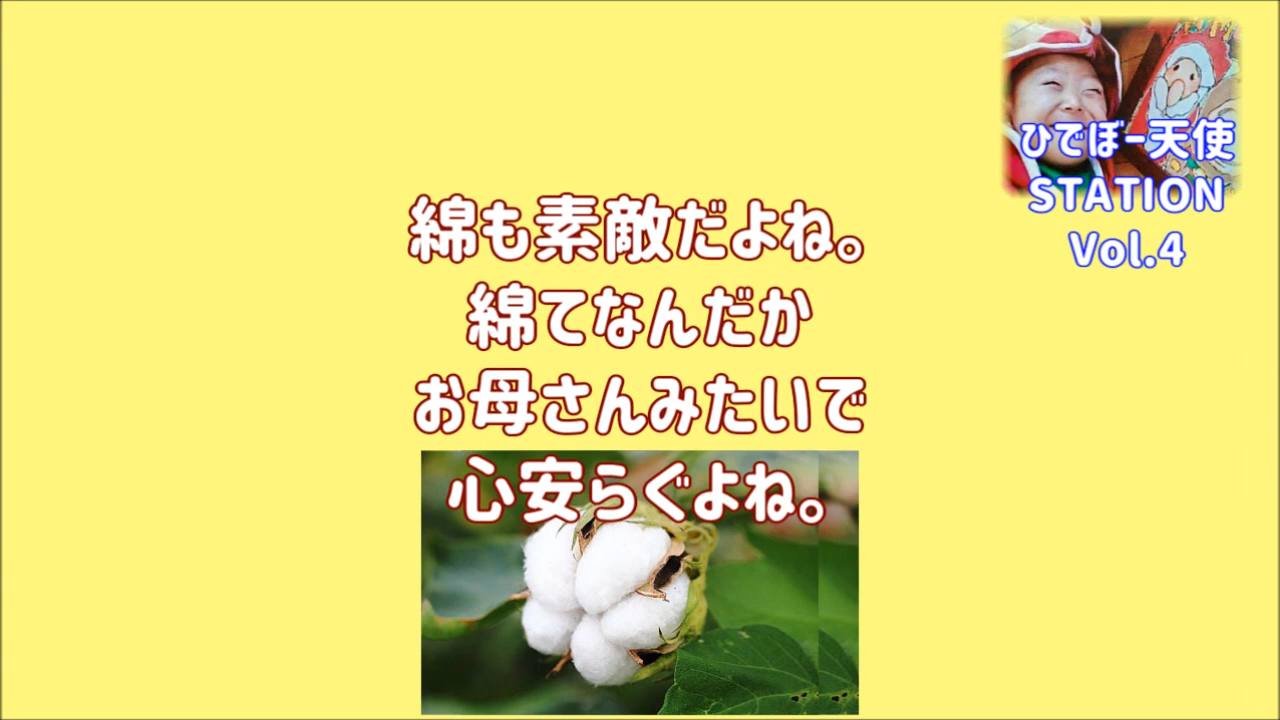 綿も素敵だよね。
綿てなんだか
お母さんみたいで
心安らぐよね。
ひでぼー天使
STATION
Vol.4